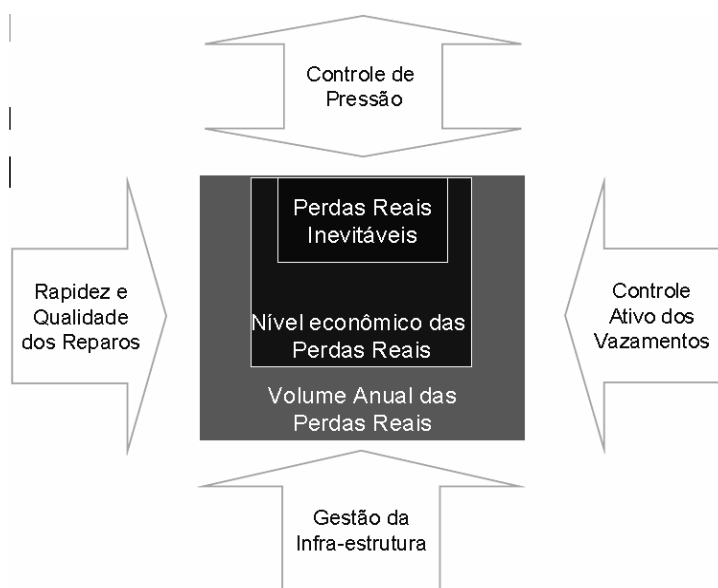 Controle de
Pressão
Perdas Reais
Inevitáveis
Rapidez e
Qualidade
dos Reparos
Nível econômico das
Perdas Reais
Controle
Ativo dos
Vazamentos
Volume Anual das
Perdas Reais
Gestão da
Infra-estrutura